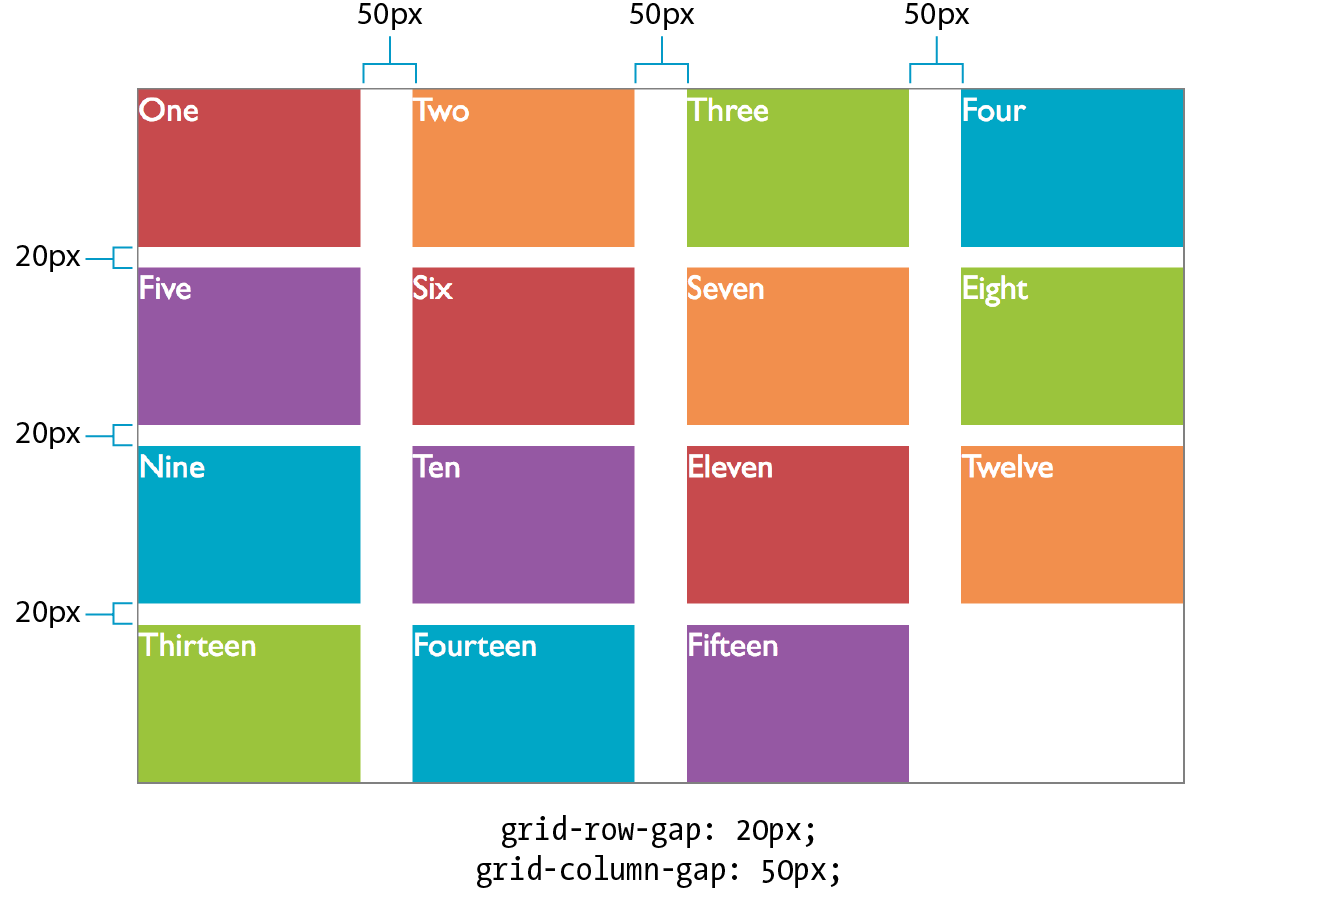 50px 50px 50px
One Two Three Four
20px
Five Six Seven Eight
20px
Nine Ten Eleven Twelve
20px
Thirteen Fourteen Fifteen
grid-row-gap: 20px;
grid-column-gap: 50px;